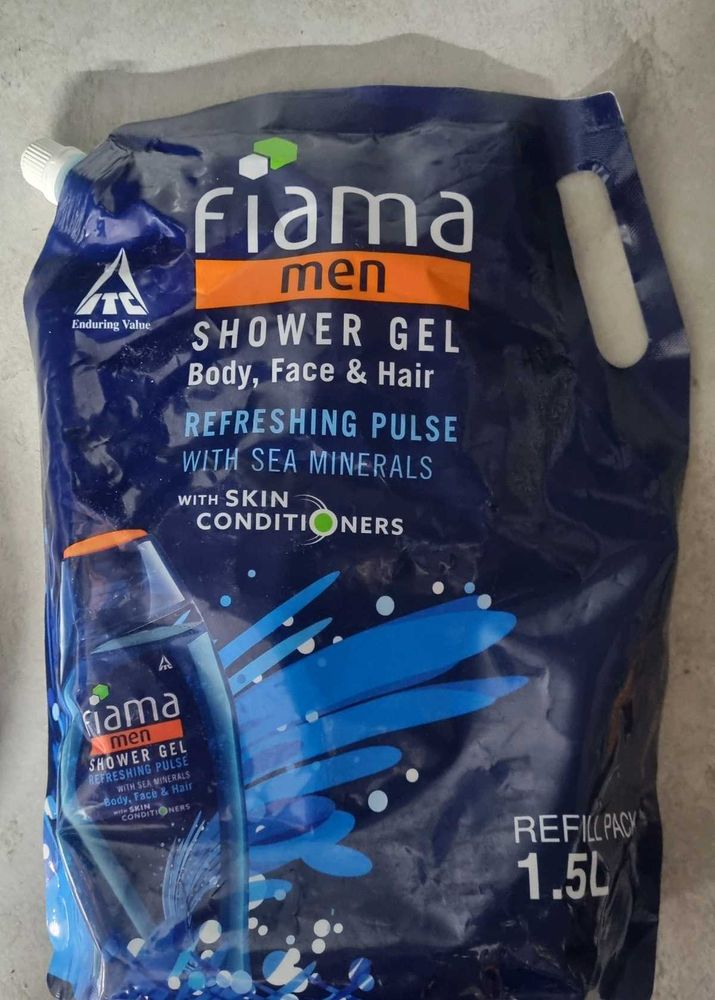 fiama
men
ITC
Enduring Value
SHOWER GEL
Body, Face & Hair
REFRESHING PULSE
WITH SEA MINERALS
WITH SKIN
CONDITIONERS
ITC
fiama
men
SHOWER GEL
REFRESHING PULSE
WITH SEA MINERALS
Body, Face & Hair
WITH SKIN
CONDITIONERS
REFILL PACK
1.5L